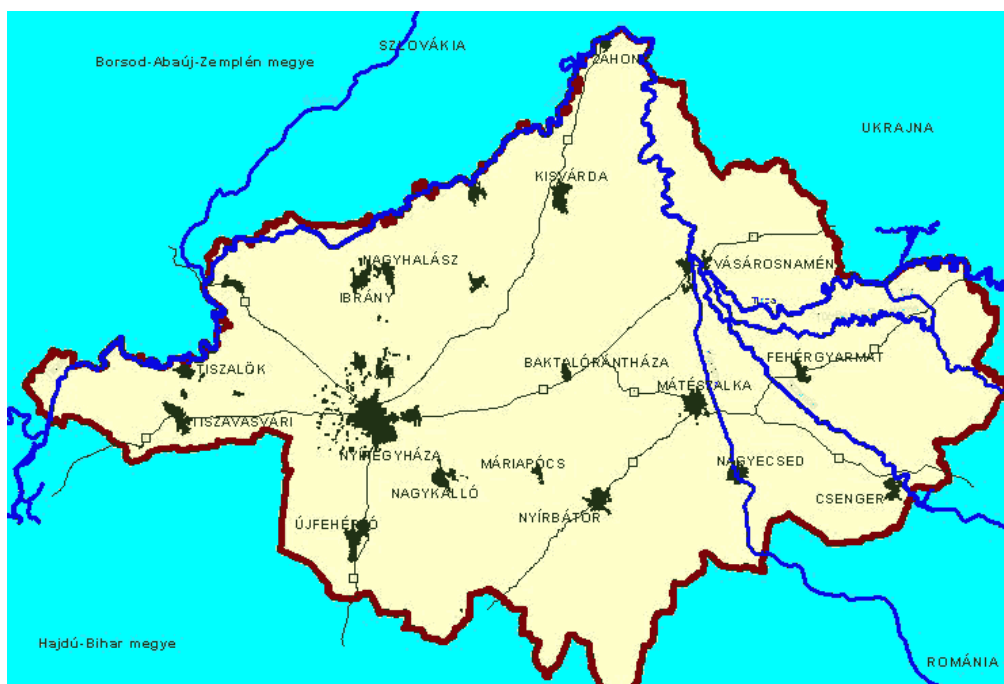 SZLOVÁKIA
Borsod-Abaúj-Zemplén megye
ZÁHONY
UKRAJNA
KISVÁRDA
NAGYHALÁSZ
VÁSÁROSNAMÉN
IBRÁNY
Tisza
TISZALÖK
BAKTALÓRÁNTHÁZA
FEHÉRGYARMAT
MÁTÉSZALKA
TISZAVASVÁRI
NYÍREGYHÁZA
MÁRIAPÓCS
NAGYECSED
NAGYKÁLLÓ
CSENGER
NYÍRBÁTOR
ÚJFEHÉRTÓ
Hajdú-Bihar megye
ROMÁNIA